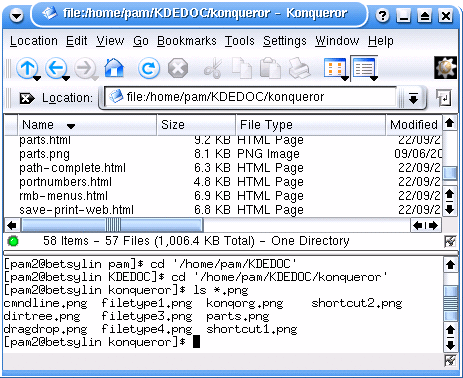 file:/home/pam/KDEDOC/konqueror - Konqueror
Location Edit View Go Bookmarks Tools Settings Window Help
Location: file:/home/pam/KDEDOC/konqueror
Name Size File Type Modified
parts.html 9.2 KB HTML Page 22/09/2
parts.png 8.1 KB PNG Image 09/06/20
path-complete.html 6.3 KB HTML Page 22/09/2
portnumbers.html 4.8 KB HTML Page 22/09/2
rmb-menus.html 6.9 KB HTML Page 22/09/2
save-print-web.html 6.8 KB HTML Page 22/09/2
58 Items - 57 Files (1,006.4 KB Total) - One Directory
[pam2@betsylin pam]$ cd '/home/pam/KDEDOC'
[pam2@betsylin KDEDOC]$ cd '/home/pam/KDEDOC/konqueror'
[pam2@betsylin konqueror]$ ls *.png
cmndline.png filetype1.png konqorg.png shortcut2.png
dirtree.png filetype3.png parts.png
dragdrop.png filetype4.png shortcut1.png
[pam2@betsylin konqueror]$